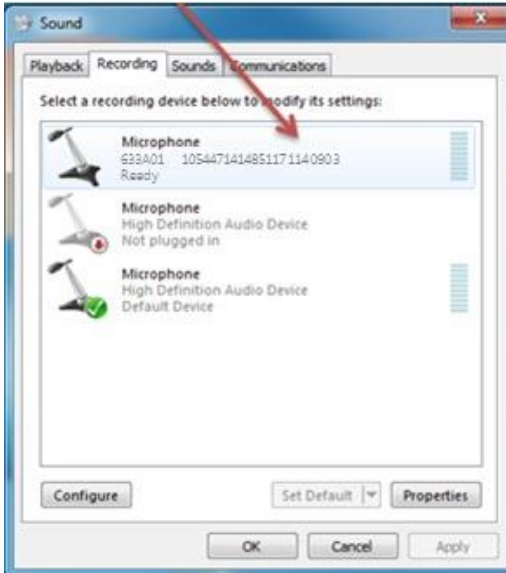 Sound
Playback Recording Sounds Communications
Select a recording device below to modify its settings:
Microphone
633A01 1054471414851171140903
Ready
Microphone
High Definition Audio Device
Not plugged in
Microphone
High Definition Audio Device
Default Device
Configure Set Default Properties
OK Cancel Apply